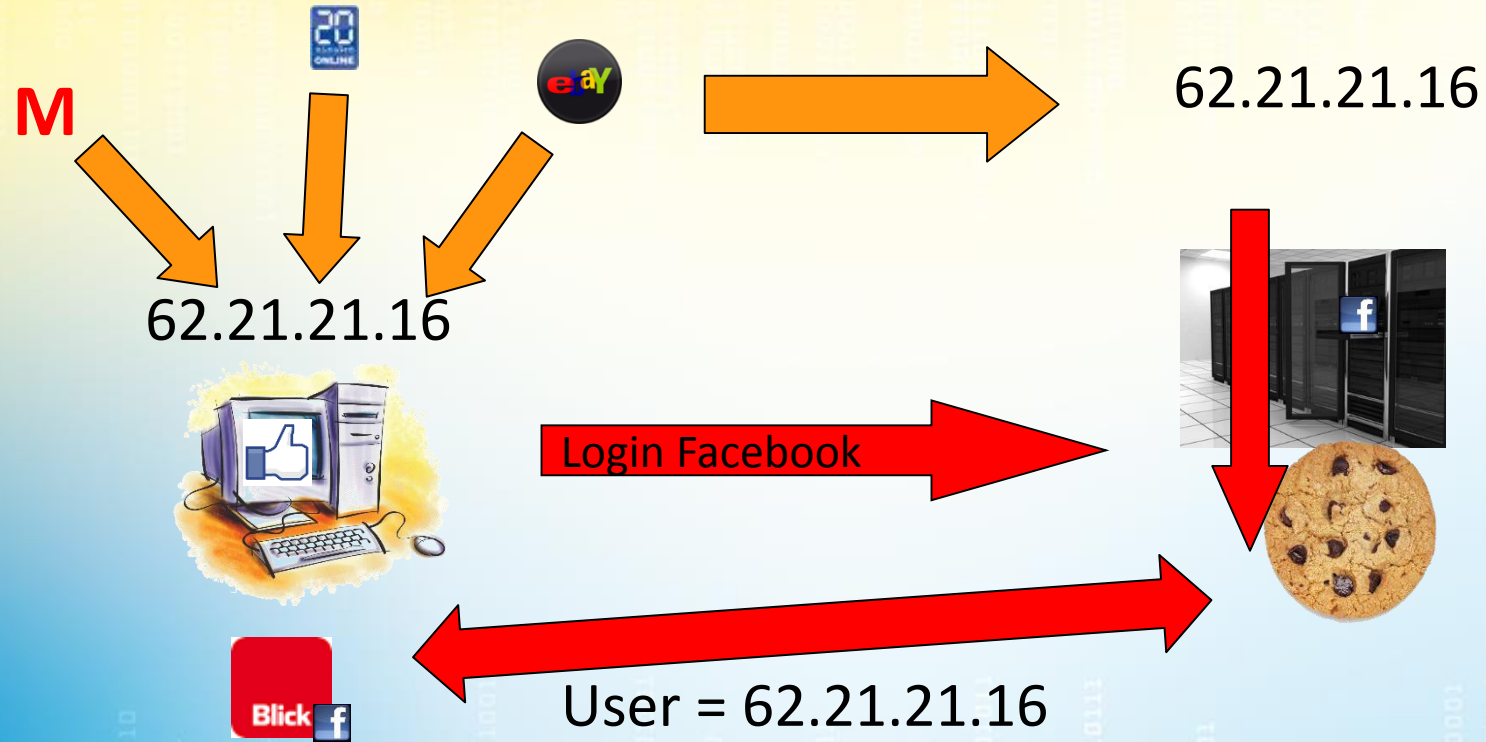 20
minuten
ONLINE
M
ebay
62.21.21.16
62.21.21.16
f
Login Facebook
Blick
f
User = 62.21.21.16